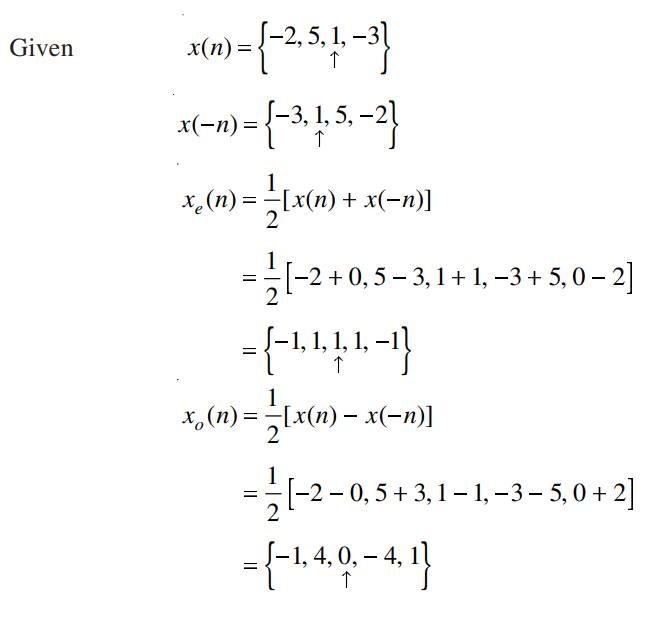 Given x(n) = {−2, 5, 1, −3}
↑
x(−n) = {−3, 1, 5, −2}
↑
xₑ(n) = 1/2 [x(n) + x(−n)]
= 1/2 [−2 + 0, 5 − 3, 1 + 1, −3 + 5, 0 − 2]
= {−1, 1, 1, 1, −1}
↑
xₒ(n) = 1/2 [x(n) − x(−n)]
= 1/2 [−2 − 0, 5 + 3, 1 − 1, −3 − 5, 0 + 2]
= {−1, 4, 0, − 4, 1}
↑